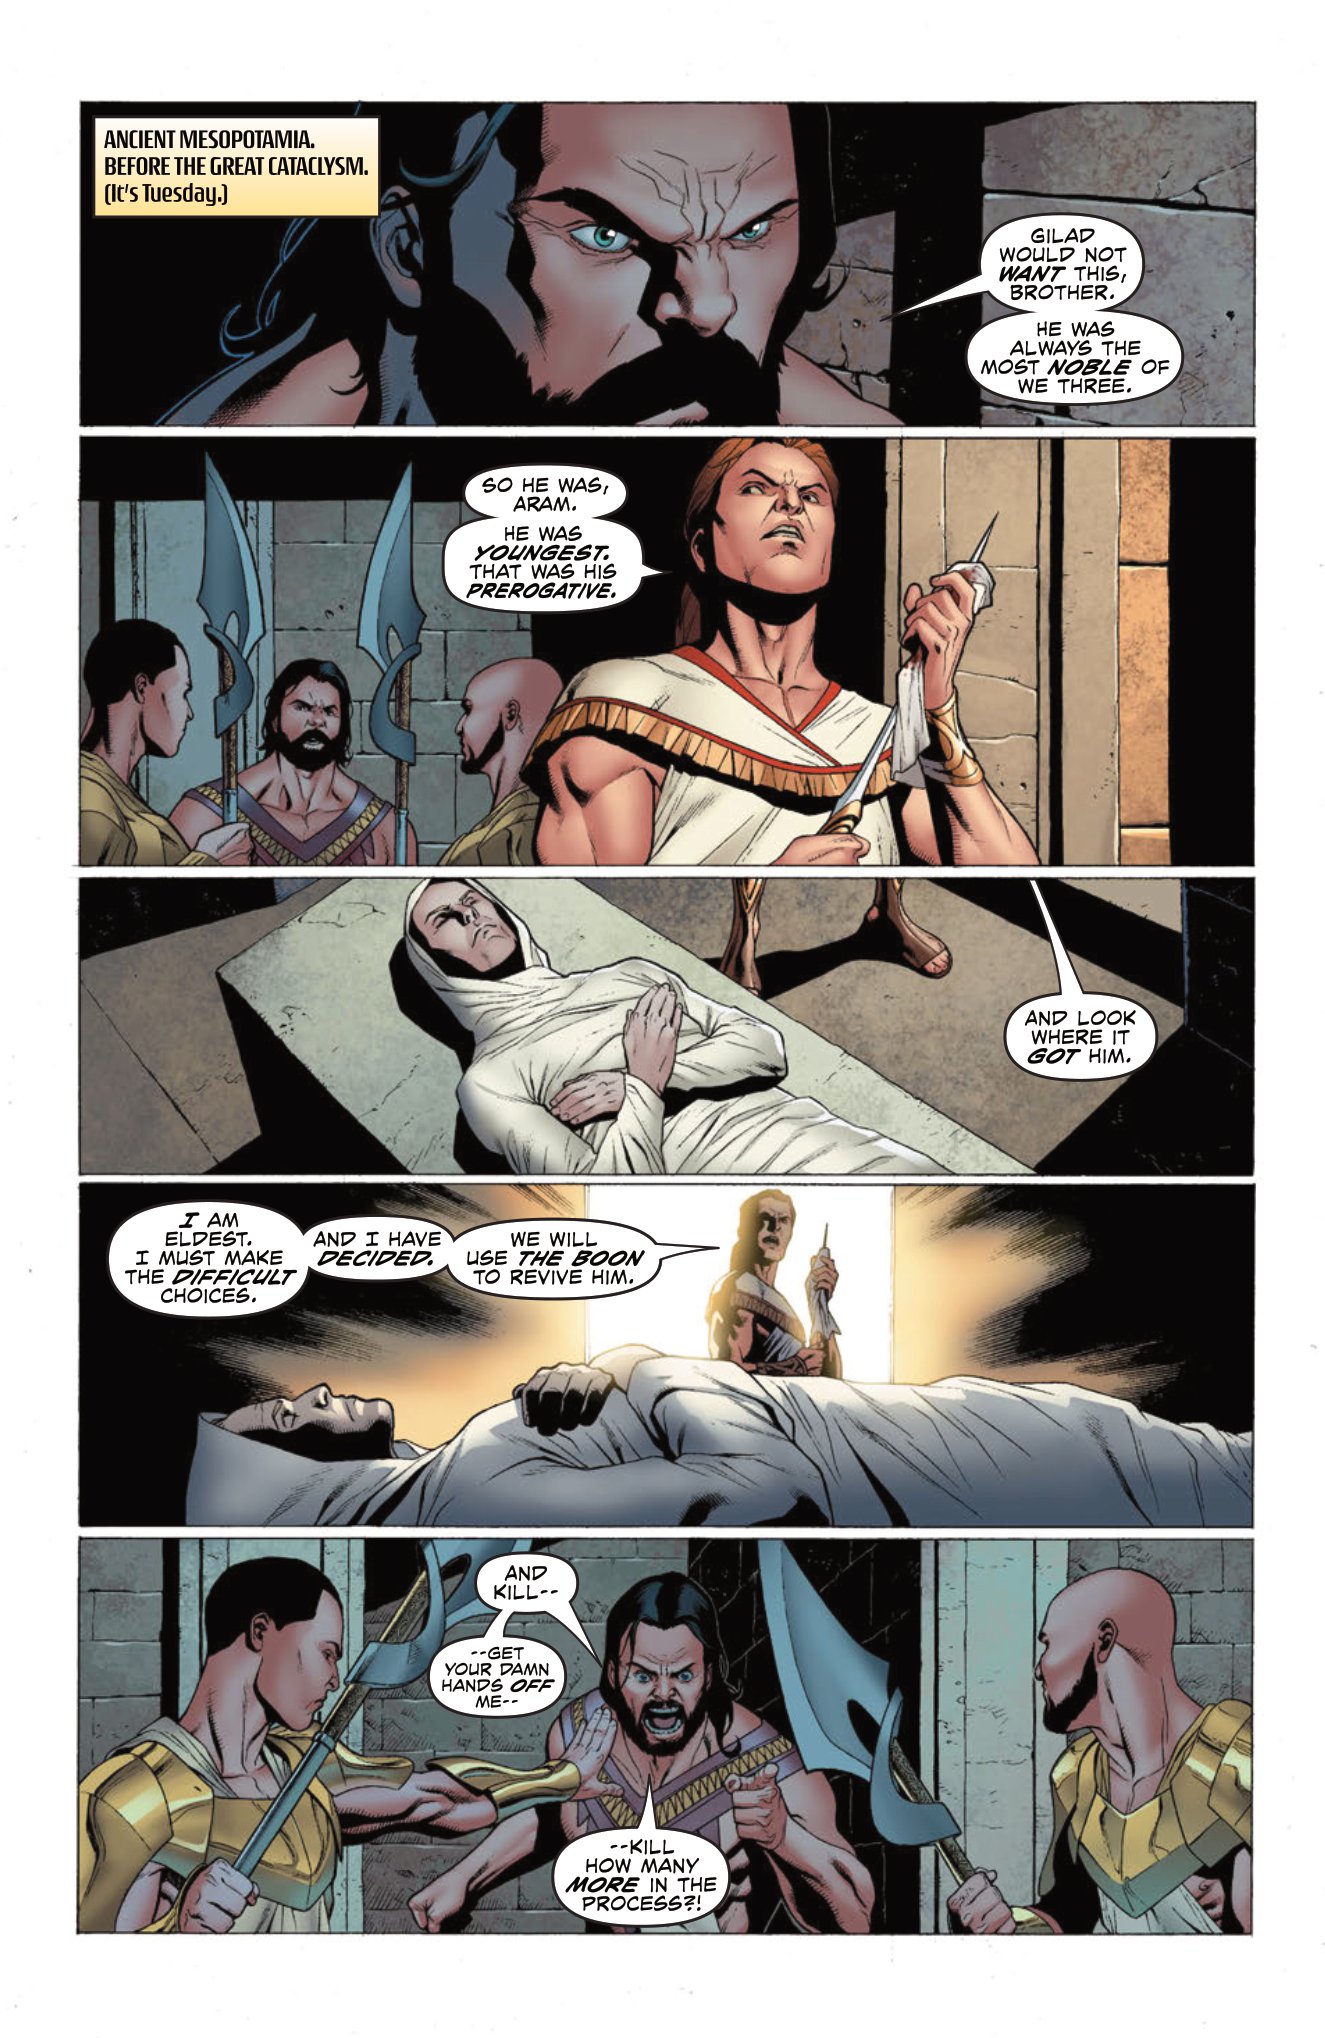 ANCIENT MESOPOTAMIA.
BEFORE THE GREAT CATACLYSM.
(It's Tuesday.)
GILAD
WOULD NOT
WANT THIS,
BROTHER.
HE WAS
ALWAYS THE
MOST NOBLE OF
WE THREE.
SO HE WAS,
ARAM.
HE WAS
YOUNGEST.
THAT WAS HIS
PREROGATIVE.
AND LOOK
WHERE IT
GOT HIM.
I AM
ELDEST.
I MUST MAKE
THE DIFFICULT
CHOICES.
AND I HAVE
DECIDED.
WE WILL
USE THE BOON
TO REVIVE HIM.
AND
KILL--
--GET
YOUR DAMN
HANDS OFF
ME--
--KILL
HOW MANY
MORE IN THE
PROCESS?!